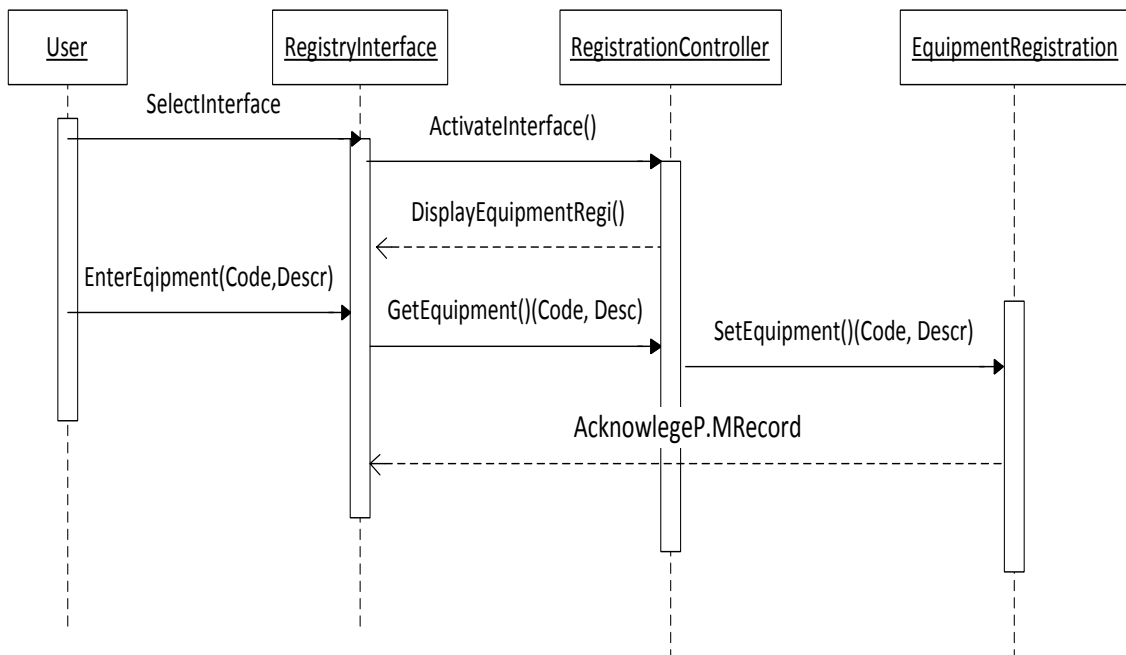 User
RegistryInterface
RegistrationController
EquipmentRegistration
SelectInterface
ActivateInterface()
DisplayEquipmentRegi()
EnterEqipment(Code,Descr)
GetEquipment()(Code, Desc)
SetEquipment()(Code, Descr)
AcknowlegeP.MRecord